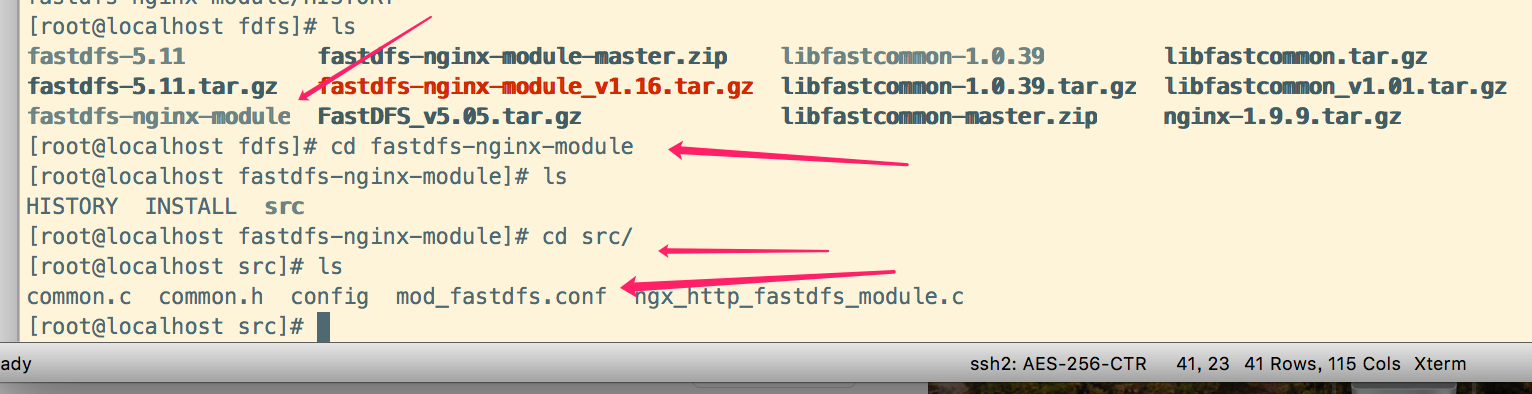 fastdfs-nginx-module/HISTORY
[root@localhost fdfs]# ls
fastdfs-5.11 fastdfs-nginx-module-master.zip libfastcommon-1.0.39 libfastcommon.tar.gz
fastdfs-5.11.tar.gz fastdfs-nginx-module_v1.16.tar.gz libfastcommon-1.0.39.tar.gz libfastcommon_v1.01.tar.gz
fastdfs-nginx-module FastDFS_v5.05.tar.gz libfastcommon-master.zip nginx-1.9.9.tar.gz
[root@localhost fdfs]# cd fastdfs-nginx-module
[root@localhost fastdfs-nginx-module]# ls
HISTORY INSTALL src
[root@localhost fastdfs-nginx-module]# cd src/
[root@localhost src]# ls
common.c common.h config mod_fastdfs.conf ngx_http_fastdfs_module.c
[root@localhost src]#
ady ssh2: AES-256-CTR 41, 23 41 Rows, 115 Cols Xterm